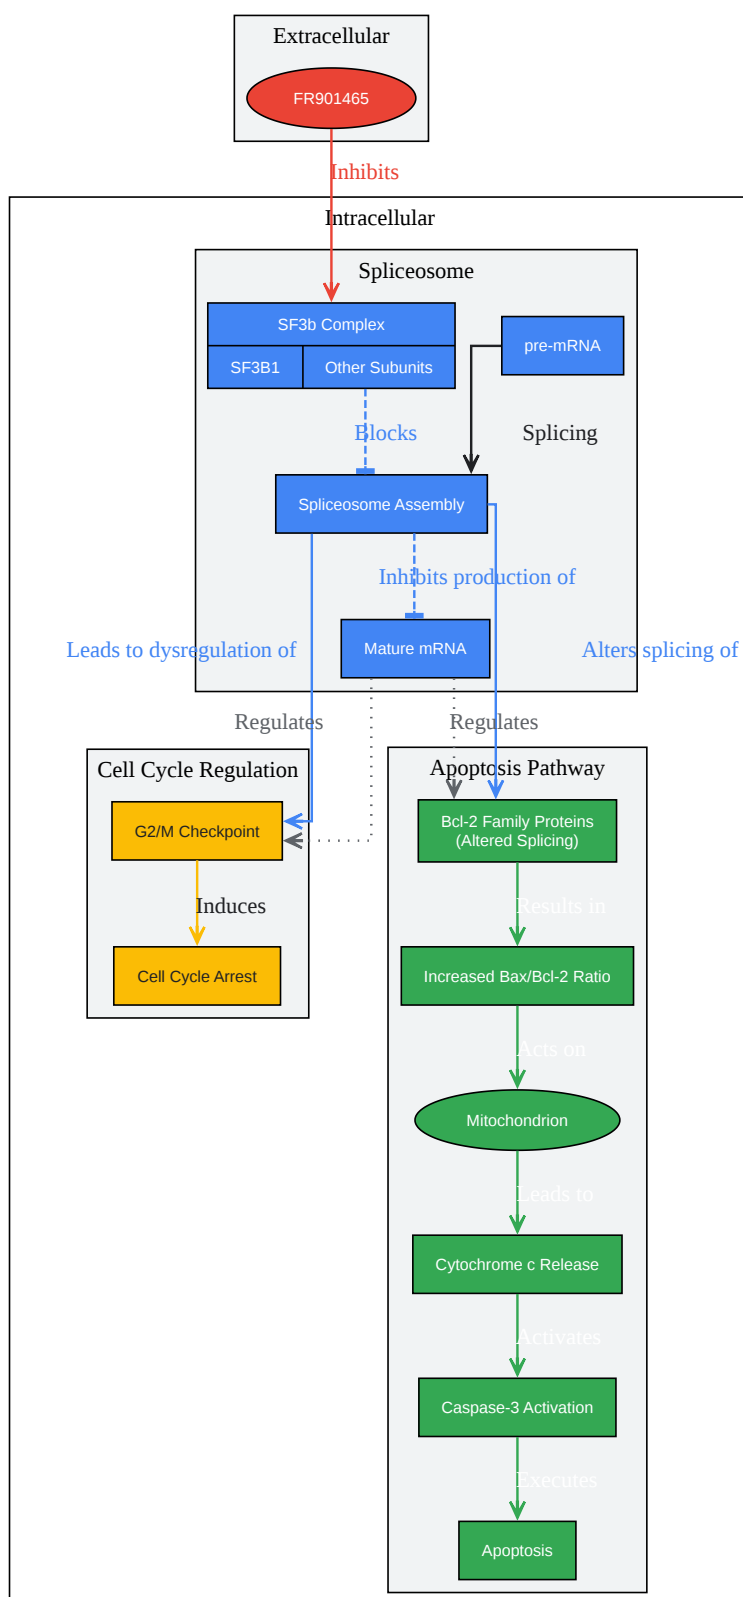 Extracellular
FR901465
Inhibits
Intracellular
Spliceosome
SF3b Complex
SF3B1
Other Subunits
pre-mRNA
Blocks
Splicing
Spliceosome Assembly
Inhibits production of
Leads to dysregulation of
Mature mRNA
Alters splicing of
Regulates
Regulates
Cell Cycle Regulation
G2/M Checkpoint
Induces
Cell Cycle Arrest
Apoptosis Pathway
Bcl-2 Family Proteins
(Altered Splicing)
Results in
Increased Bax/Bcl-2 Ratio
Acts on
Mitochondrion
Leads to
Cytochrome c Release
Activates
Caspase-3 Activation
Executes
Apoptosis